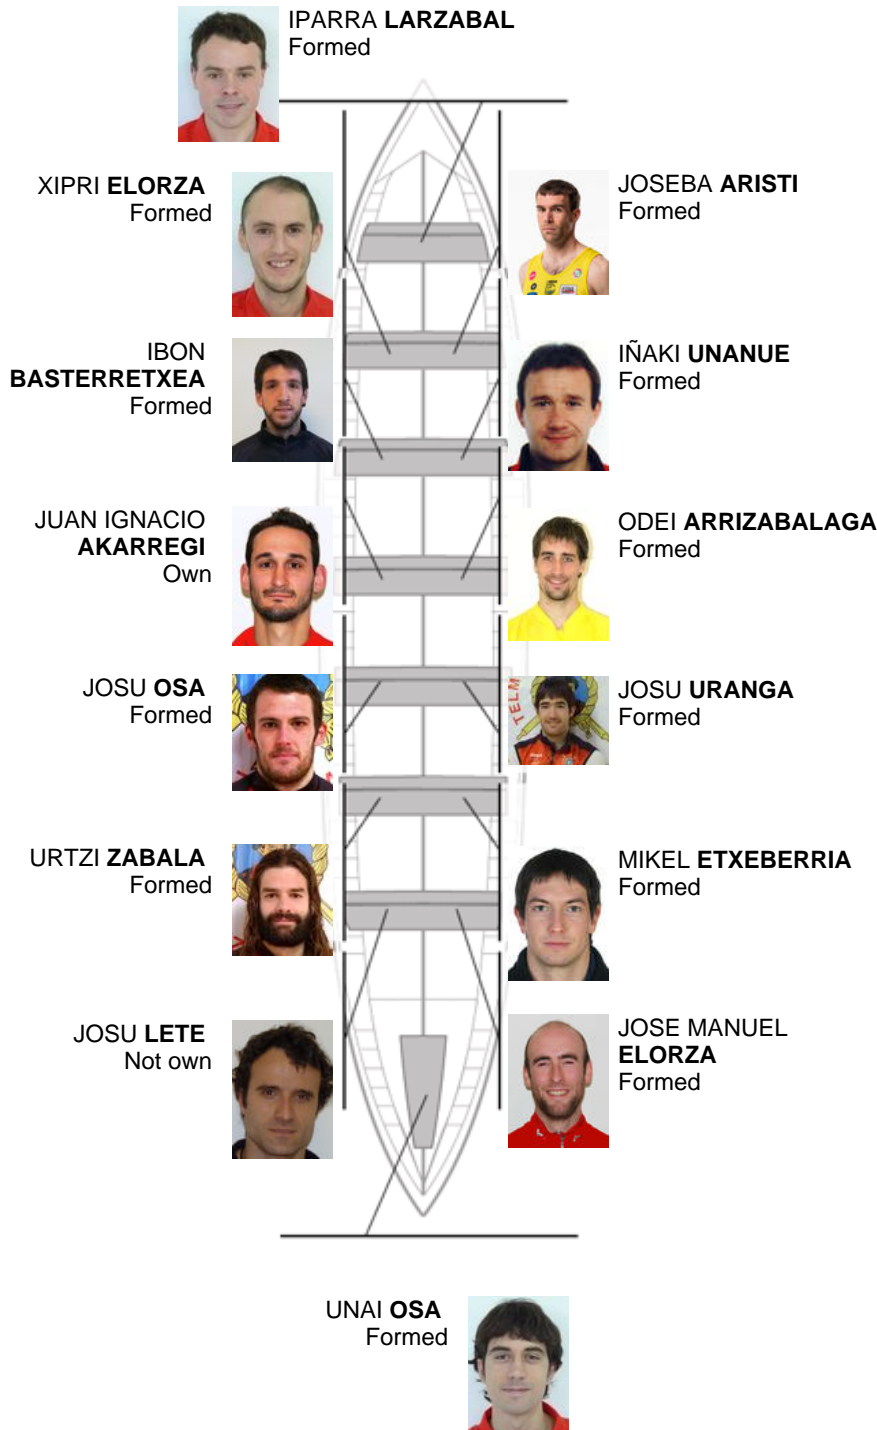 IPARRA LARZABAL
Formed
XIPRI ELORZA
Formed
JOSEBA ARISTI
Formed
IBON
BASTERRETXEA
Formed
IÑAKI UNANUE
Formed
JUAN IGNACIO
AKARREGI
Own
ODEI ARRIZABALAGA
Formed
JOSU OSA
Formed
TELM
JOSU URANGA
Formed
URTZI ZABALA
Formed
MIKEL ETXEBERRIA
Formed
JOSU LETE
Not own
JOSE MANUEL
ELORZA
Formed
UNAI OSA
Formed